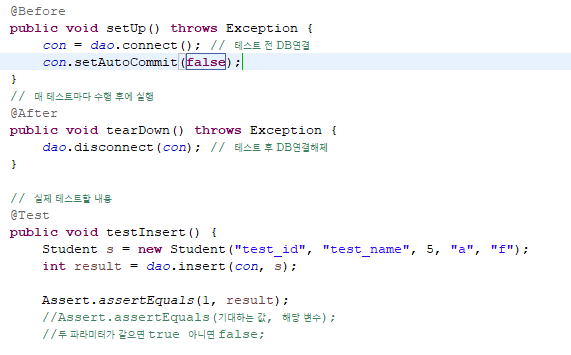 @Before
public void setUp() throws Exception {
con = dao.connect(); // 테스트 전 DB연결
con.setAutoCommit(false);
}
// 매 테스트마다 수행 후에 실행
@After
public void tearDown() throws Exception {
dao.disconnect(con); // 테스트 후 DB연결해제
}
// 실제 테스트할 내용
@Test
public void testInsert() {
Student s = new Student("test_id", "test_name", 5, "a", "f");
int result = dao.insert(con, s);
Assert.assertEquals(1, result);
//Assert.assertEquals(기대하는 값, 해당 변수);
//두 파라미터가 같으면 true 아니면 false;